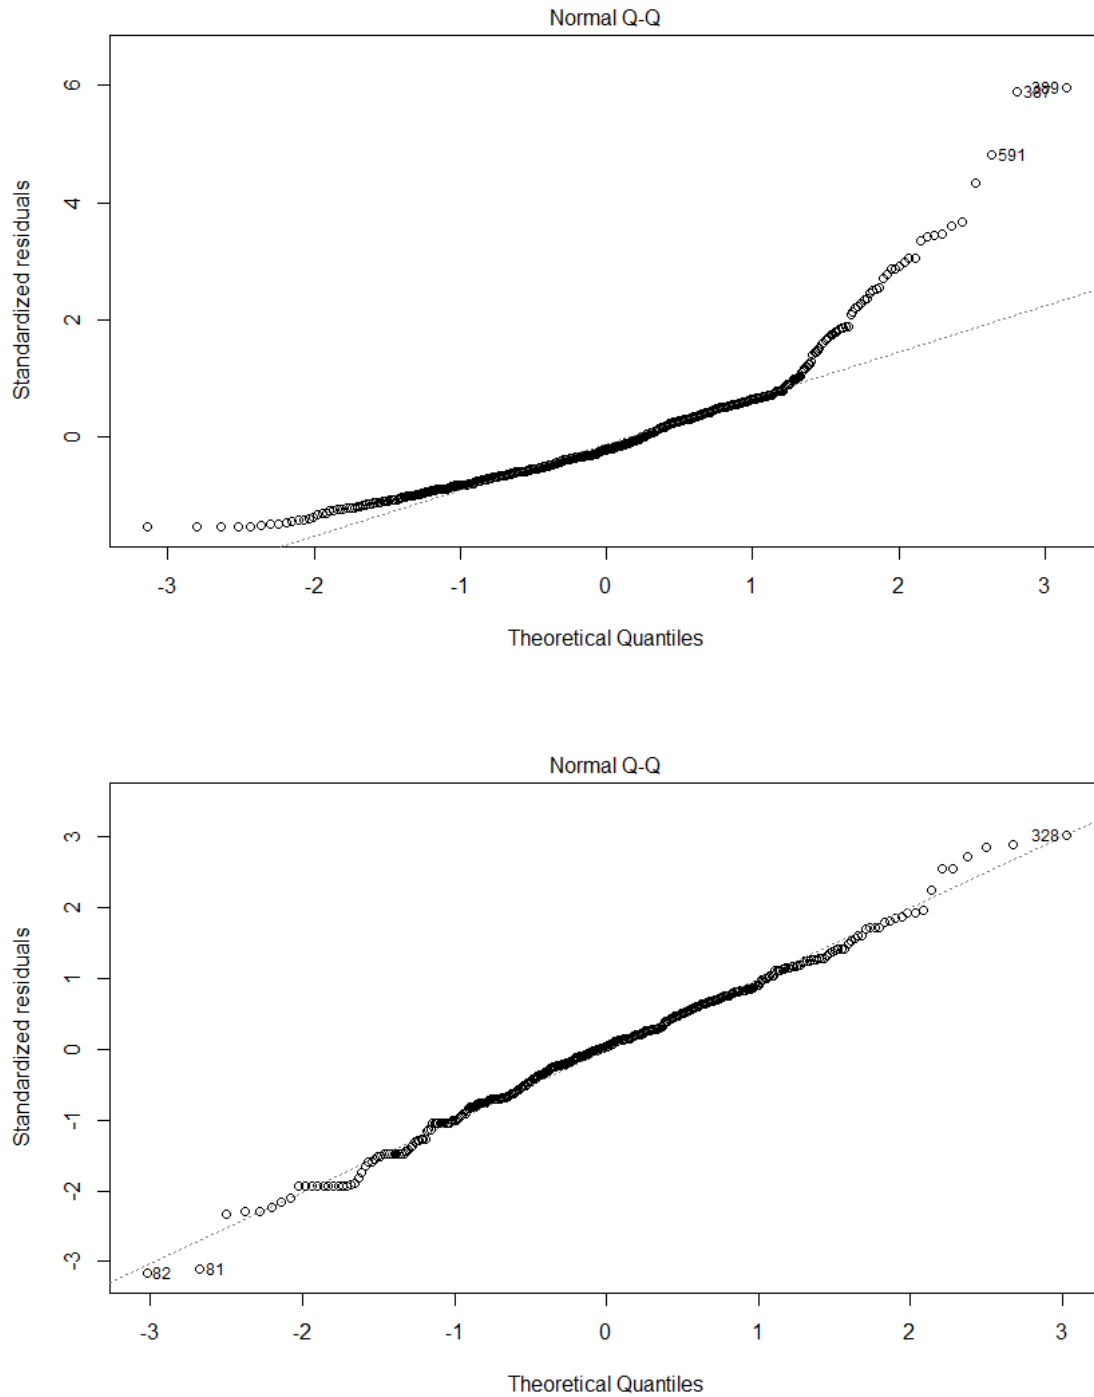 Normal Q-Q
Standardized residuals
6
4
2
0
389
591
-3 -2 -1 0 1 2 3
Theoretical Quantiles
Normal Q-Q
Standardized residuals
3
2
1
0
-1
-2
-3
328
82 81
-3 -2 -1 0 1 2 3
Theoretical Quantiles